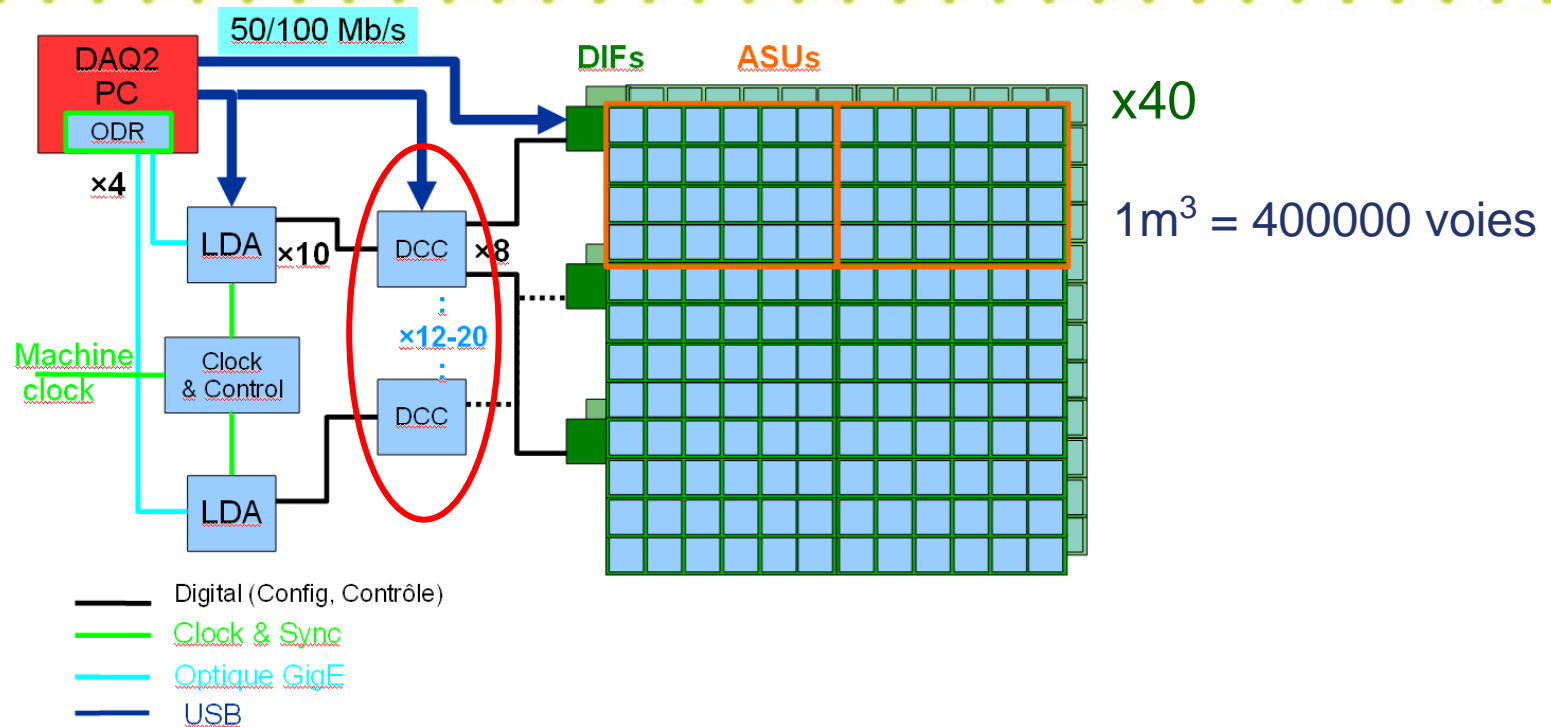 50/100 Mb/s
DAQ2
PC
ODR
×4
DIFs
ASUs
x40
1m³ = 400000 voies
LDA
×10
DCC
×8
:
×12-20
:
Machine
clock
Clock
& Control
DCC
LDA
Digital (Config, Contrôle)
Clock & Sync
Optique GigE
USB